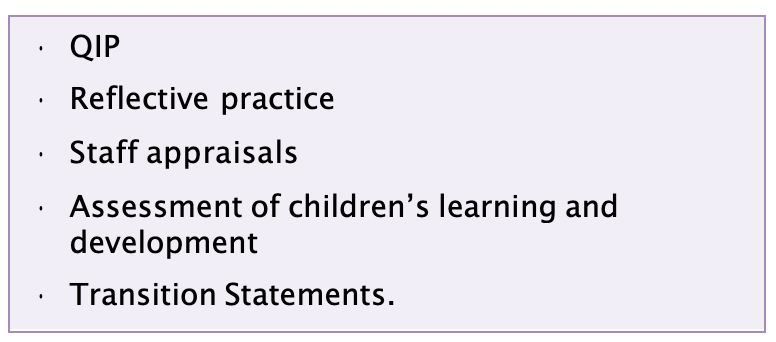 · QIP
· Reflective practice
· Staff appraisals
· Assessment of children’s learning and
development
· Transition Statements.